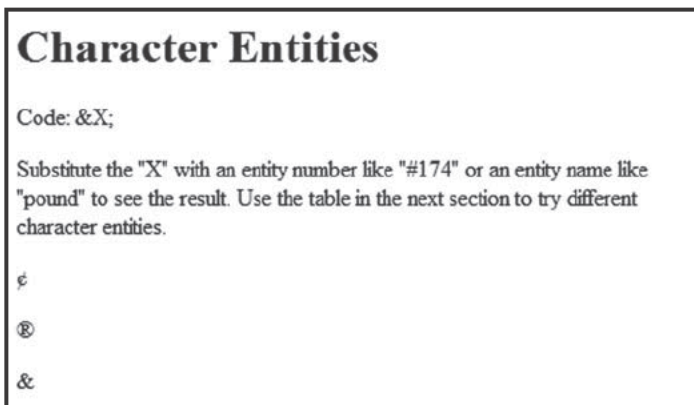 Character Entities
Code: &X;
Substitute the "X" with an entity number like "#174" or an entity name like
"pound" to see the result. Use the table in the next section to try different
character entities.
¢
®
&